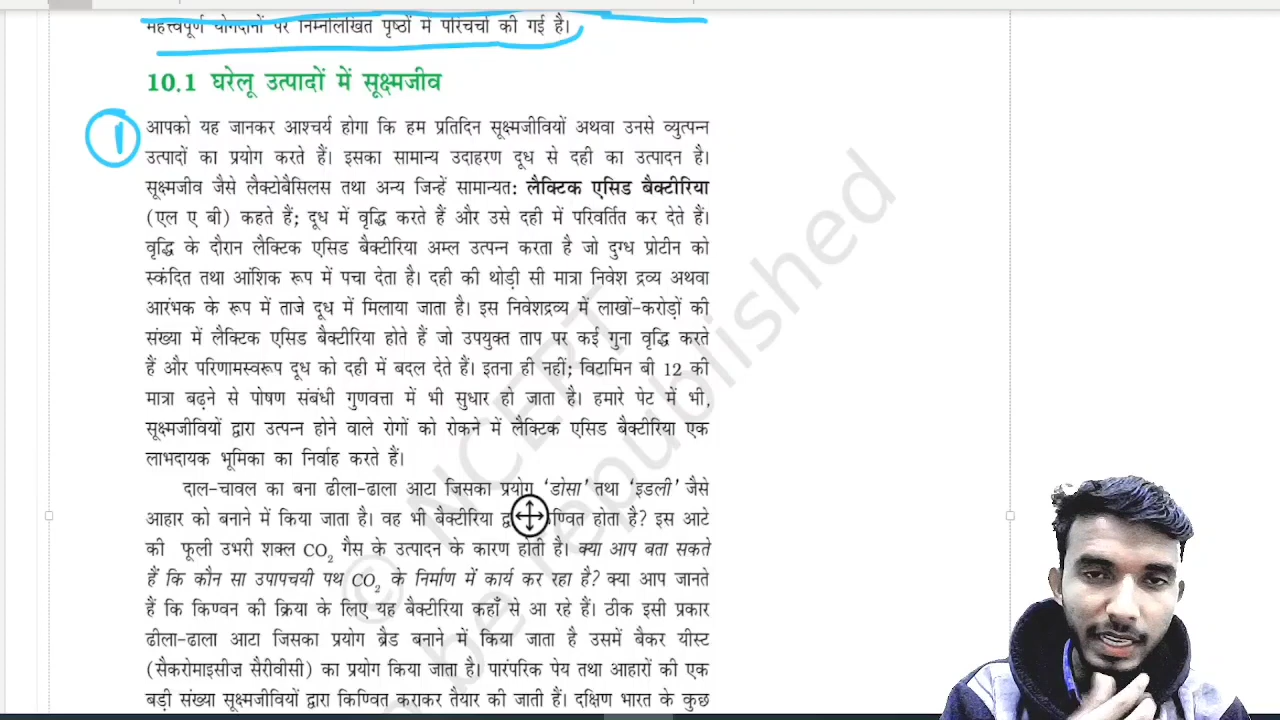 महत्त्वपूर्ण योगदानों पर निम्नलिखित पृष्ठों में परिचर्चा की गई है।
10.1 घरेलू उत्पादों में सूक्ष्मजीव
1
आपको यह जानकर आश्चर्य होगा कि हम प्रतिदिन सूक्ष्मजीवियों अथवा उनसे व्युत्पन्न
उत्पादों का प्रयोग करते हैं। इसका सामान्य उदाहरण दूध से दही का उत्पादन है।
सूक्ष्मजीव जैसे लैक्टोबैसिलस तथा अन्य जिन्हें सामान्यत: लैक्टिक एसिड बैक्टीरिया
(एल ए बी) कहते हैं; दूध में वृद्धि करते हैं और उसे दही में परिवर्तित कर देते हैं।
वृद्धि के दौरान लैक्टिक एसिड बैक्टीरिया अम्ल उत्पन्न करता है जो दुग्ध प्रोटीन को
स्कंदित तथा आंशिक रूप में पचा देता है। दही की थोड़ी सी मात्रा निवेश द्रव्य अथवा
आरंभक के रूप में ताजे दूध में मिलाया जाता है। इस निवेशद्रव्य में लाखों-करोड़ों की
संख्या में लैक्टिक एसिड बैक्टीरिया होते हैं जो उपयुक्त ताप पर कई गुना वृद्धि करते
हैं और परिणामस्वरूप दूध को दही में बदल देते हैं। इतना ही नहीं; विटामिन बी 12 की
मात्रा बढ़ने से पोषण संबंधी गुणवत्ता में भी सुधार हो जाता है। हमारे पेट में भी,
सूक्ष्मजीवियों द्वारा उत्पन्न होने वाले रोगों को रोकने में लैक्टिक एसिड बैक्टीरिया एक
लाभदायक भूमिका का निर्वाह करते हैं।
दाल-चावल का बना ढीला-ढाला आटा जिसका प्रयोग 'डोसा' तथा 'इडली' जैसे
आहार को बनाने में किया जाता है। वह भी बैक्टीरिया होता है? इस आटे
की फूली उभरी शक्ल CO2 गैस के उत्पादन के कारण होती है। क्या आप बता सकते
हैं कि कौन सा उपापचयी पथ CO2 के निर्माण में कार्य कर रहा है? क्या आप जानते
हैं कि किण्वन की क्रिया के लिए यह बैक्टीरिया कहाँ से आ रहे हैं। ठीक इसी प्रकार
ढीला-ढाला आटा जिसका प्रयोग ब्रैड बनाने में किया जाता है उसमें बैकर यीस्ट
(सैकरोमाइसीज़ सैरीवीसी) का प्रयोग किया जाता है। पारंपरिक पेय तथा आहारों की एक
बड़ी संख्या सूक्ष्मजीवियों द्वारा किण्वित कराकर तैयार की जाती हैं। दक्षिण भारत के कुछ
© NCERT
be republished